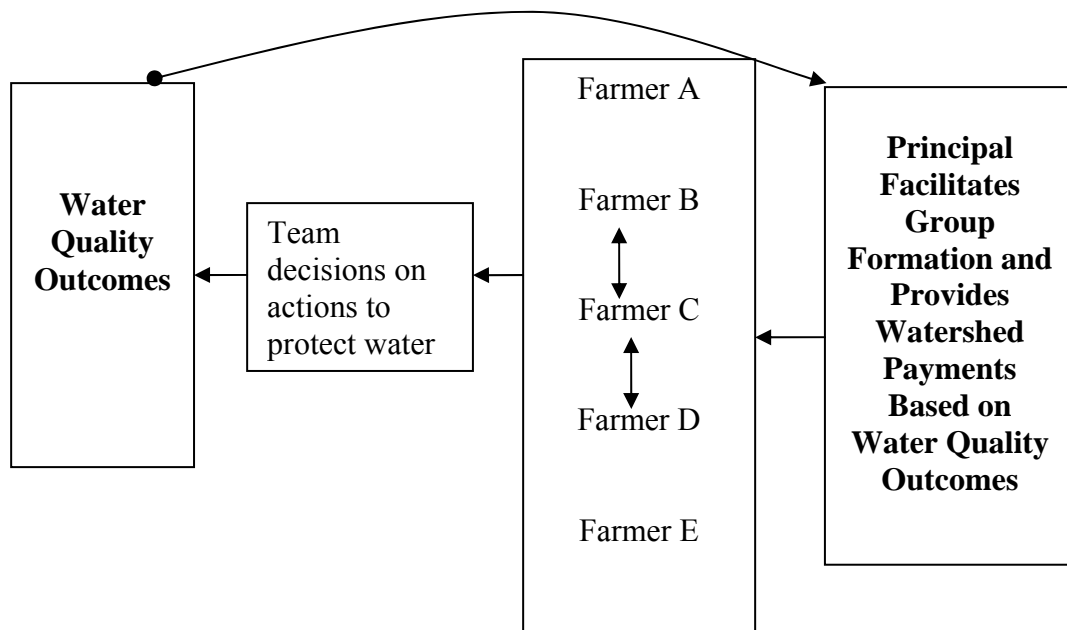 Water
Quality
Outcomes
Team
decisions on
actions to
protect water
Farmer A
Farmer B
Farmer C
Farmer D
Farmer E
Principal
Facilitates
Group
Formation and
Provides
Watershed
Payments
Based on
Water Quality
Outcomes